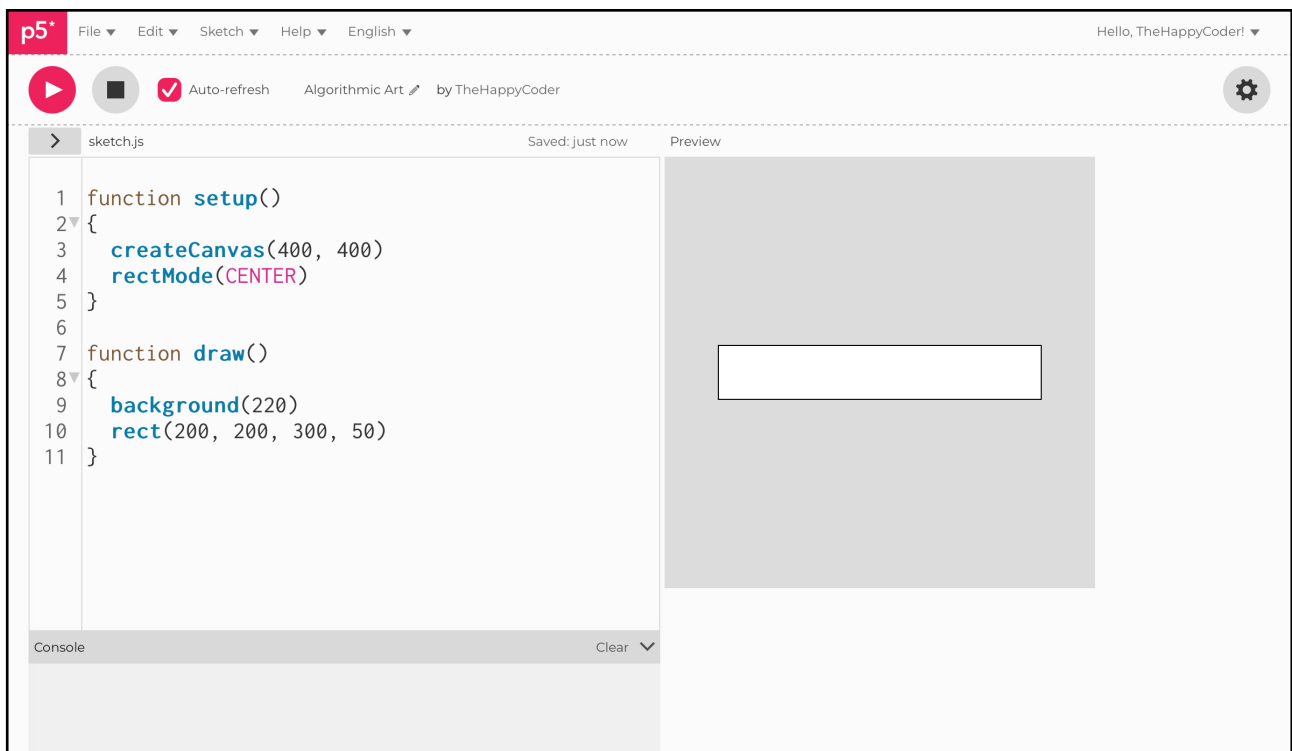 p5* File Edit Sketch Help English Hello, TheHappyCoder!
Auto-refresh Algorithmic Art by TheHappyCoder
sketch.js Saved: just now Preview
1 function setup()
2 {
3   createCanvas(400, 400)
4   rectMode(CENTER)
5 }
6
7 function draw()
8 {
9   background(220)
10   rect(200, 200, 300, 50)
11 }
Console Clear